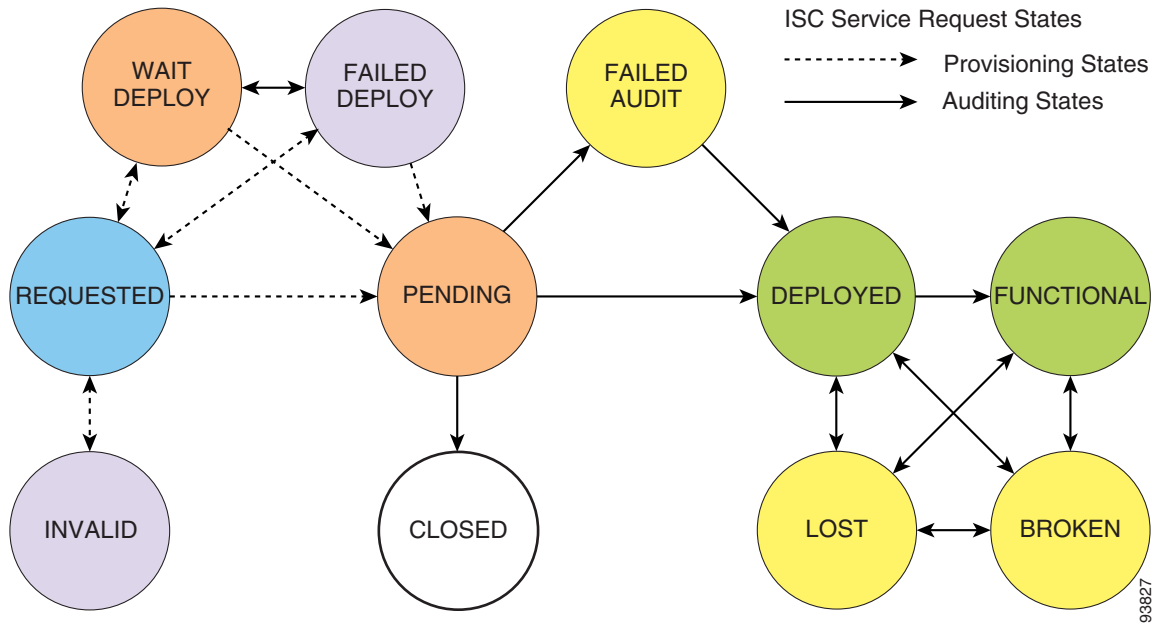 ISC Service Request States
Provisioning States
Auditing States
WAIT
DEPLOY
FAILED
DEPLOY
FAILED
AUDIT
REQUESTED
PENDING
DEPLOYED
FUNCTIONAL
INVALID
CLOSED
LOST
BROKEN
93827